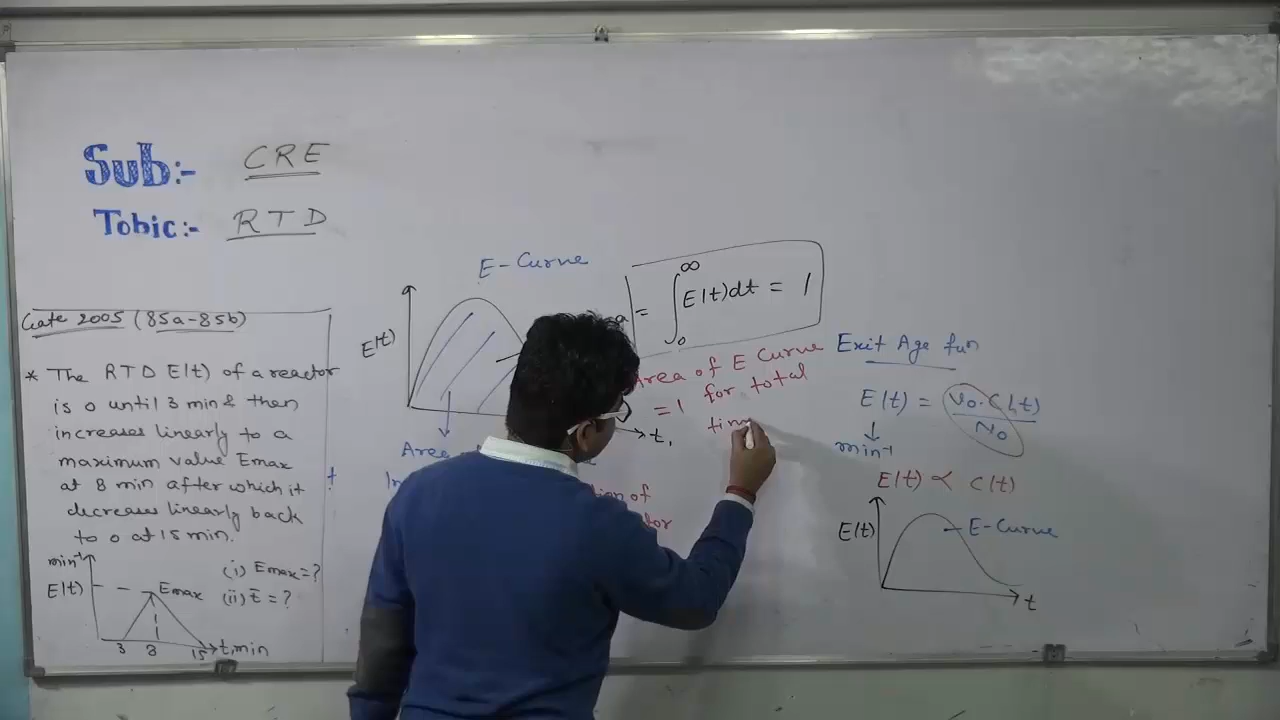 Sub:- CRE
Tobic:- RTD
Gate 2005 (85a-85b)
* The RTD E(t) of a reactor
is 0 until 3 min & then
increases linearly to a
maximum value Emax
at 8 min after which it
decreases linearly back
to 0 at 15 min.
min⁻¹
E(t)
Emax
3 8 15 t, min
(i) Emax = ?
(ii) t̄ = ?
E-Curve
E(t)
t,
= ∫₀^∞ E(t)dt = 1
Area of E Curve
= 1 for total
tim
Exit Age fun
E(t) = v₀.C(t) / N₀
min⁻¹
E(t) ∝ C(t)
E(t)
E-Curve
t